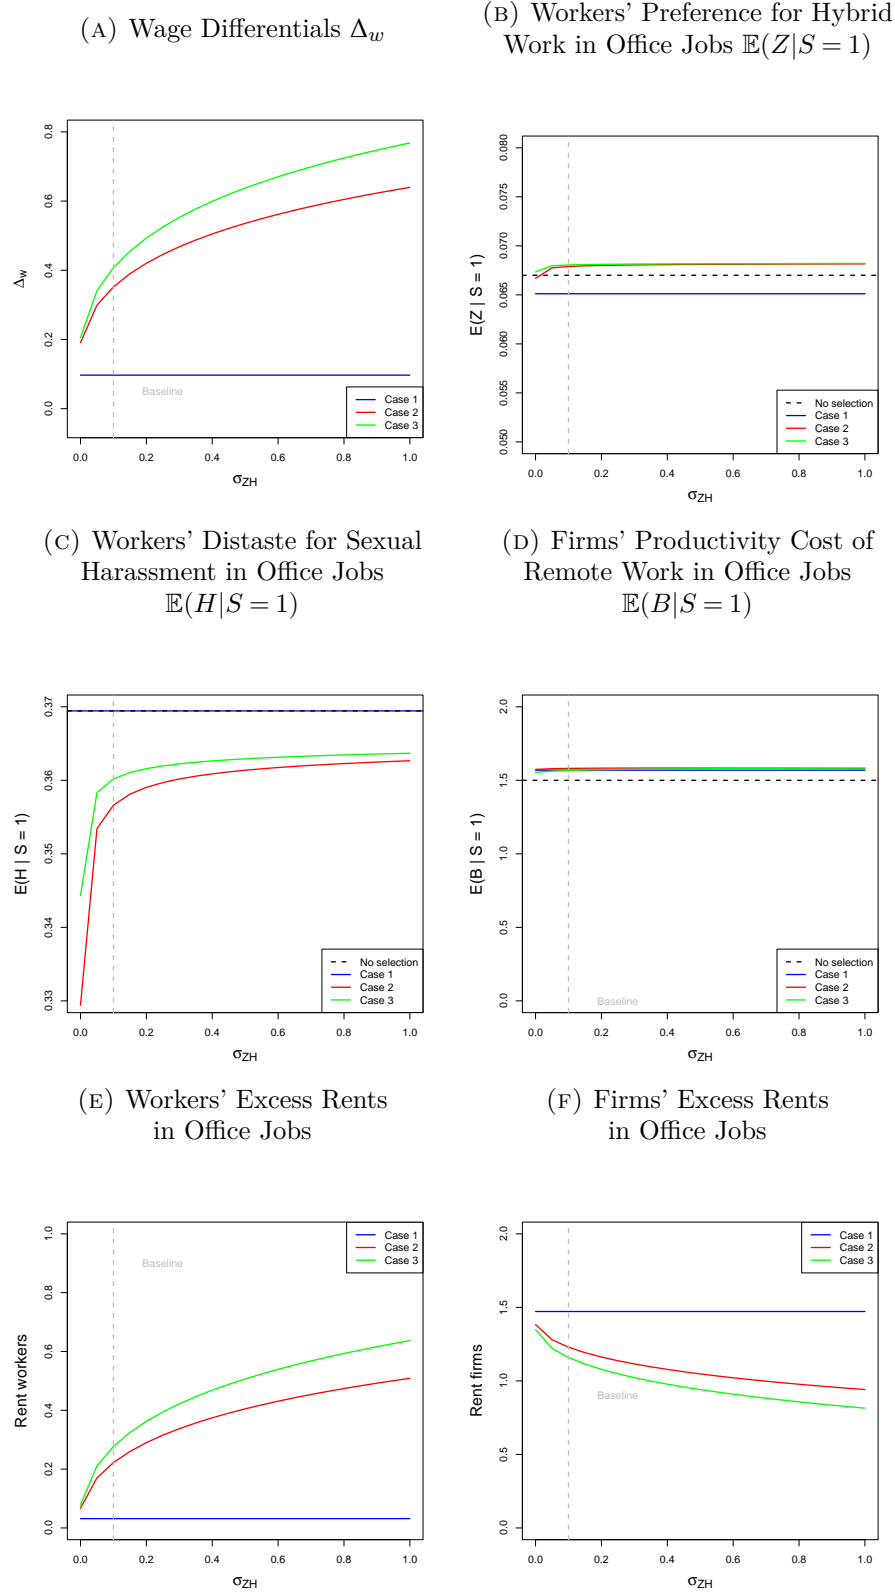 (A) Wage Differentials Δw
0.8
0.6
0.4
0.2
0.0
Δw
Baseline
Case 1
Case 2
Case 3
0.0 0.2 0.4 0.6 0.8 1.0
σZH
(B) Workers' Preference for Hybrid
Work in Office Jobs 𝔼(Z|S = 1)
0.080
0.075
0.070
0.065
0.060
0.055
0.050
E(Z | S = 1)
Baseline
No selection
Case 1
Case 2
Case 3
0.0 0.2 0.4 0.6 0.8 1.0
σZH
(C) Workers' Distaste for Sexual
Harassment in Office Jobs
𝔼(H|S = 1)
0.37
0.36
0.35
0.34
0.33
E(H | S = 1)
No selection
Case 1
Case 2
Case 3
0.0 0.2 0.4 0.6 0.8 1.0
σZH
(D) Firms' Productivity Cost of
Remote Work in Office Jobs
𝔼(B|S = 1)
2.0
1.5
1.0
0.5
0.0
E(B | S = 1)
Baseline
No selection
Case 1
Case 2
Case 3
0.0 0.2 0.4 0.6 0.8 1.0
σZH
(E) Workers' Excess Rents
in Office Jobs
1.0
0.8
0.6
0.4
0.2
0.0
Rent workers
Baseline
Case 1
Case 2
Case 3
0.0 0.2 0.4 0.6 0.8 1.0
σZH
(F) Firms' Excess Rents
in Office Jobs
2.0
1.5
1.0
0.5
0.0
Rent firms
Baseline
Case 1
Case 2
Case 3
0.0 0.2 0.4 0.6 0.8 1.0
σZH